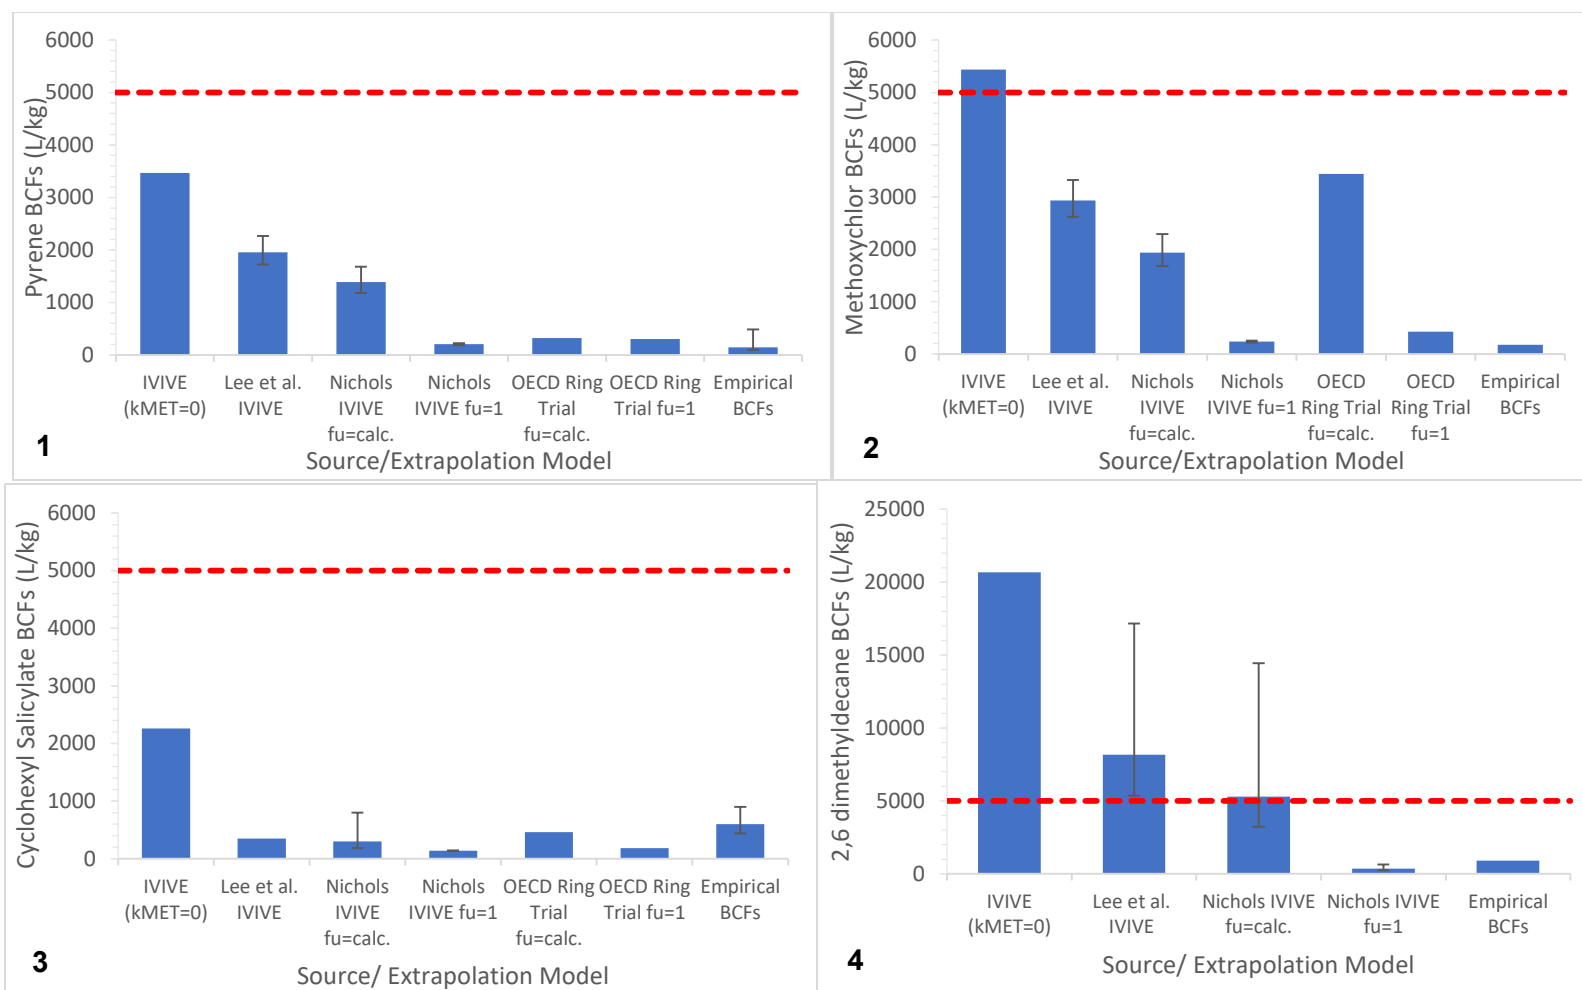 Pyrene BCFs (L/kg)
6000
5000
4000
3000
2000
1000
0
IVIVE (kMET=0)
Lee et al. IVIVE
Nichols IVIVE fu=calc.
Nichols IVIVE fu=1
OECD Ring Trial fu=calc.
OECD Ring Trial fu=1
Empirical BCFs
Source/Extrapolation Model
1
Methoxychlor BCFs (L/kg)
6000
5000
4000
3000
2000
1000
0
IVIVE (kMET=0)
Lee et al. IVIVE
Nichols IVIVE fu=calc.
Nichols IVIVE fu=1
OECD Ring Trial fu=calc.
OECD Ring Trial fu=1
Empirical BCFs
Source/Extrapolation Model
2
Cyclohexyl Salicylate BCFs (L/kg)
6000
5000
4000
3000
2000
1000
0
IVIVE (kMET=0)
Lee et al. IVIVE
Nichols IVIVE fu=calc.
Nichols IVIVE fu=1
OECD Ring Trial fu=calc.
OECD Ring Trial fu=1
Empirical BCFs
Source/ Extrapolation Model
3
2,6 dimethyldecane BCFs (L/kg)
25000
20000
15000
10000
5000
0
IVIVE (kMET=0)
Lee et al. IVIVE
Nichols IVIVE fu=calc.
Nichols IVIVE fu=1
Empirical BCFs
Source/ Extrapolation Model
4